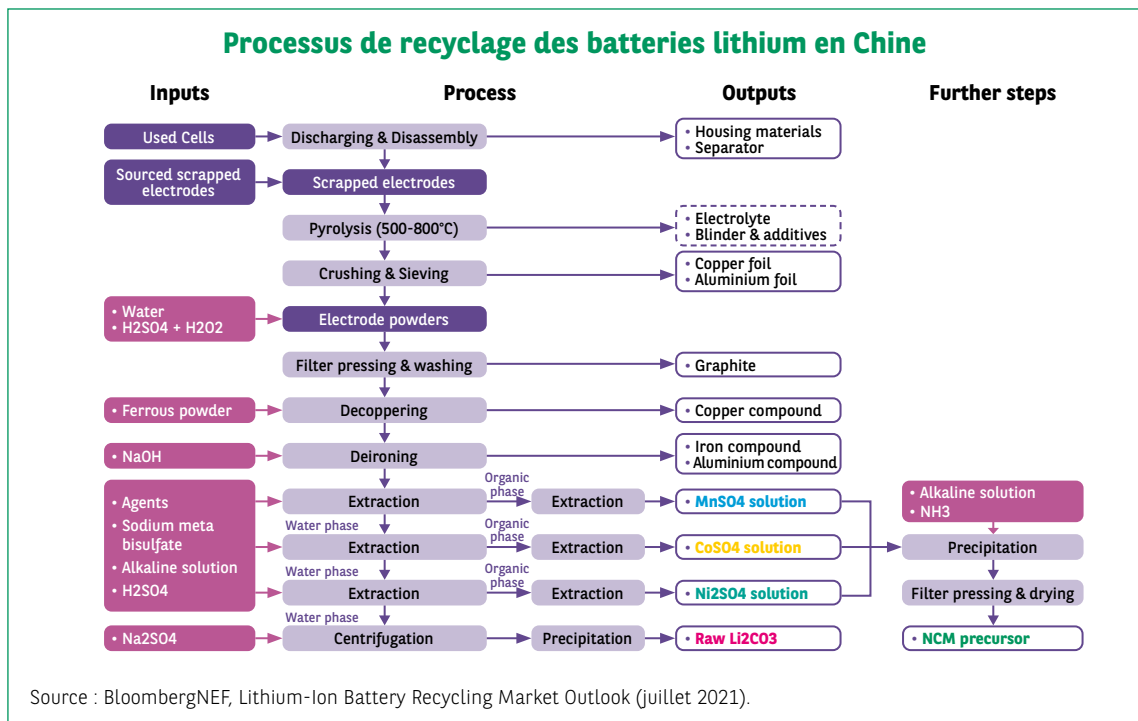 Processus de recyclage des batteries lithium en Chine
Inputs
Process
Outputs
Further steps
Used Cells
Discharging & Disassembly
• Housing materials
• Separator
Sourced scrapped
electrodes
Scrapped electrodes
Pyrolysis (500-800°C)
• Electrolyte
• Blinder & additives
Crushing & Sieving
• Copper foil
• Aluminium foil
• Water
• H2SO4 + H2O2
Electrode powders
Filter pressing & washing
• Graphite
• Ferrous powder
Decoppering
• Copper compound
• NaOH
Deironing
• Iron compound
• Aluminium compound
• Agents
• Sodium meta
bisulfate
• Alkaline solution
• H2SO4
Extraction
Organic
phase
Extraction
• MnSO4 solution
Water phase
Extraction
Organic
phase
Extraction
• CoSO4 solution
Water phase
Extraction
Organic
phase
Extraction
• Ni2SO4 solution
Water phase
• Na2SO4
Centrifugation
Precipitation
• Raw Li2CO3
• Alkaline solution
• NH3
Precipitation
Filter pressing & drying
• NCM precursor
Source : BloombergNEF, Lithium-Ion Battery Recycling Market Outlook (juillet 2021).